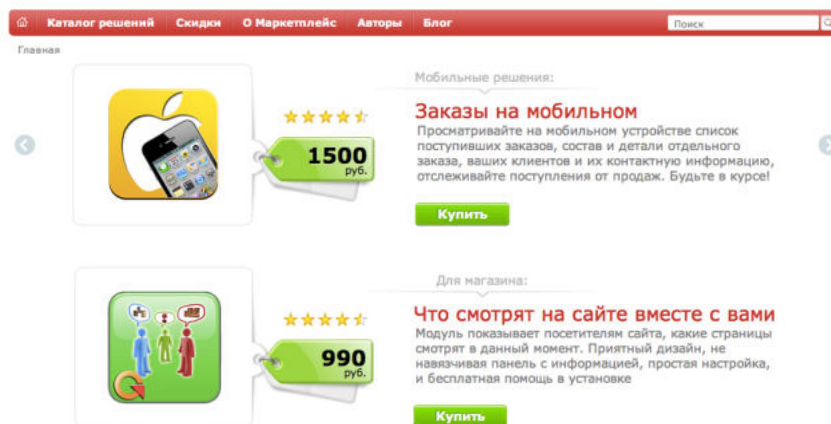 Каталог решений Скидки О Маркетплейс Авторы Блог Поиск
Главная
Мобильные решения:
Заказы на мобильном
Просматривайте на мобильном устройстве список
поступивших заказов, состав и детали отдельного
заказа, ваших клиентов и их контактную информацию,
отслеживайте поступления от продаж. Будьте в курсе!
1500
руб.
Купить
Для магазина:
Что смотрят на сайте вместе с вами
Модуль показывает посетителям сайта, какие страницы
смотрят в данный момент. Приятный дизайн, не
навязчивая панель с информацией, простая настройка,
и бесплатная помощь в установке
990
руб.
Купить